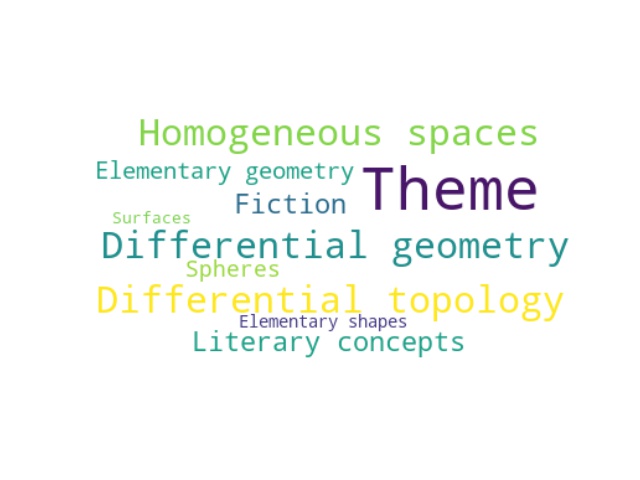 Homogeneous spaces
Elementary geometry
Theme
Fiction
Surfaces
Differential geometry
Spheres
Differential topology
Elementary shapes
Literary concepts